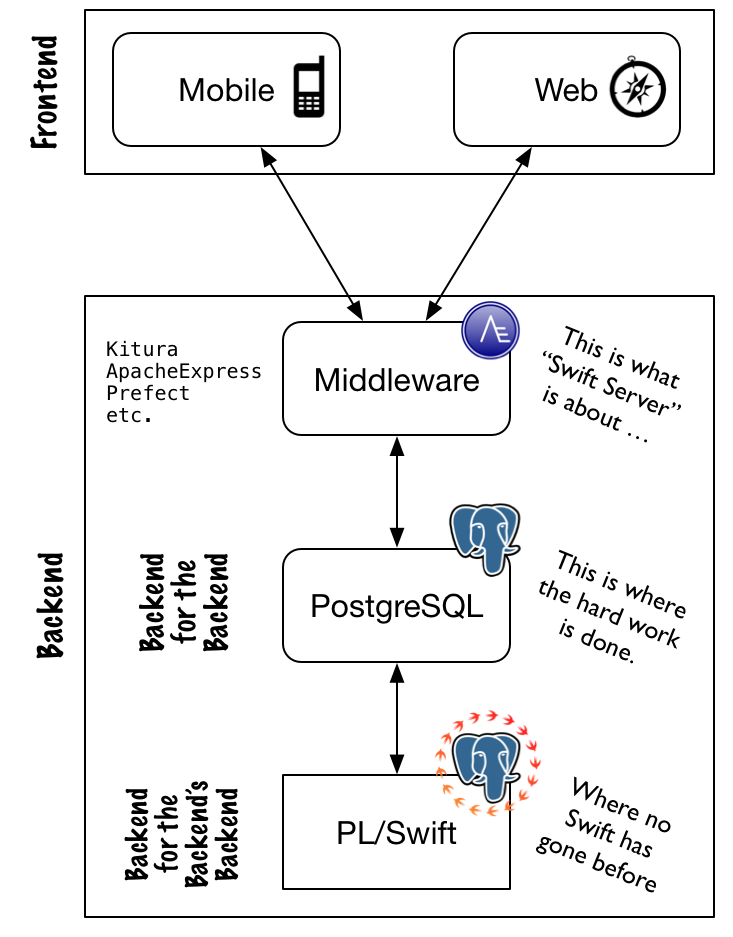 Frontend
Mobile
Web
Kitura
ApacheExpress
Prefect
etc.
Middleware
This is what
“Swift Server”
is about …
Backend
Backend
for the
Backend
PostgreSQL
This is where
the hard work
is done.
Backend
for the
Backend’s
Backend
PL/Swift
Where no
Swift has
gone before